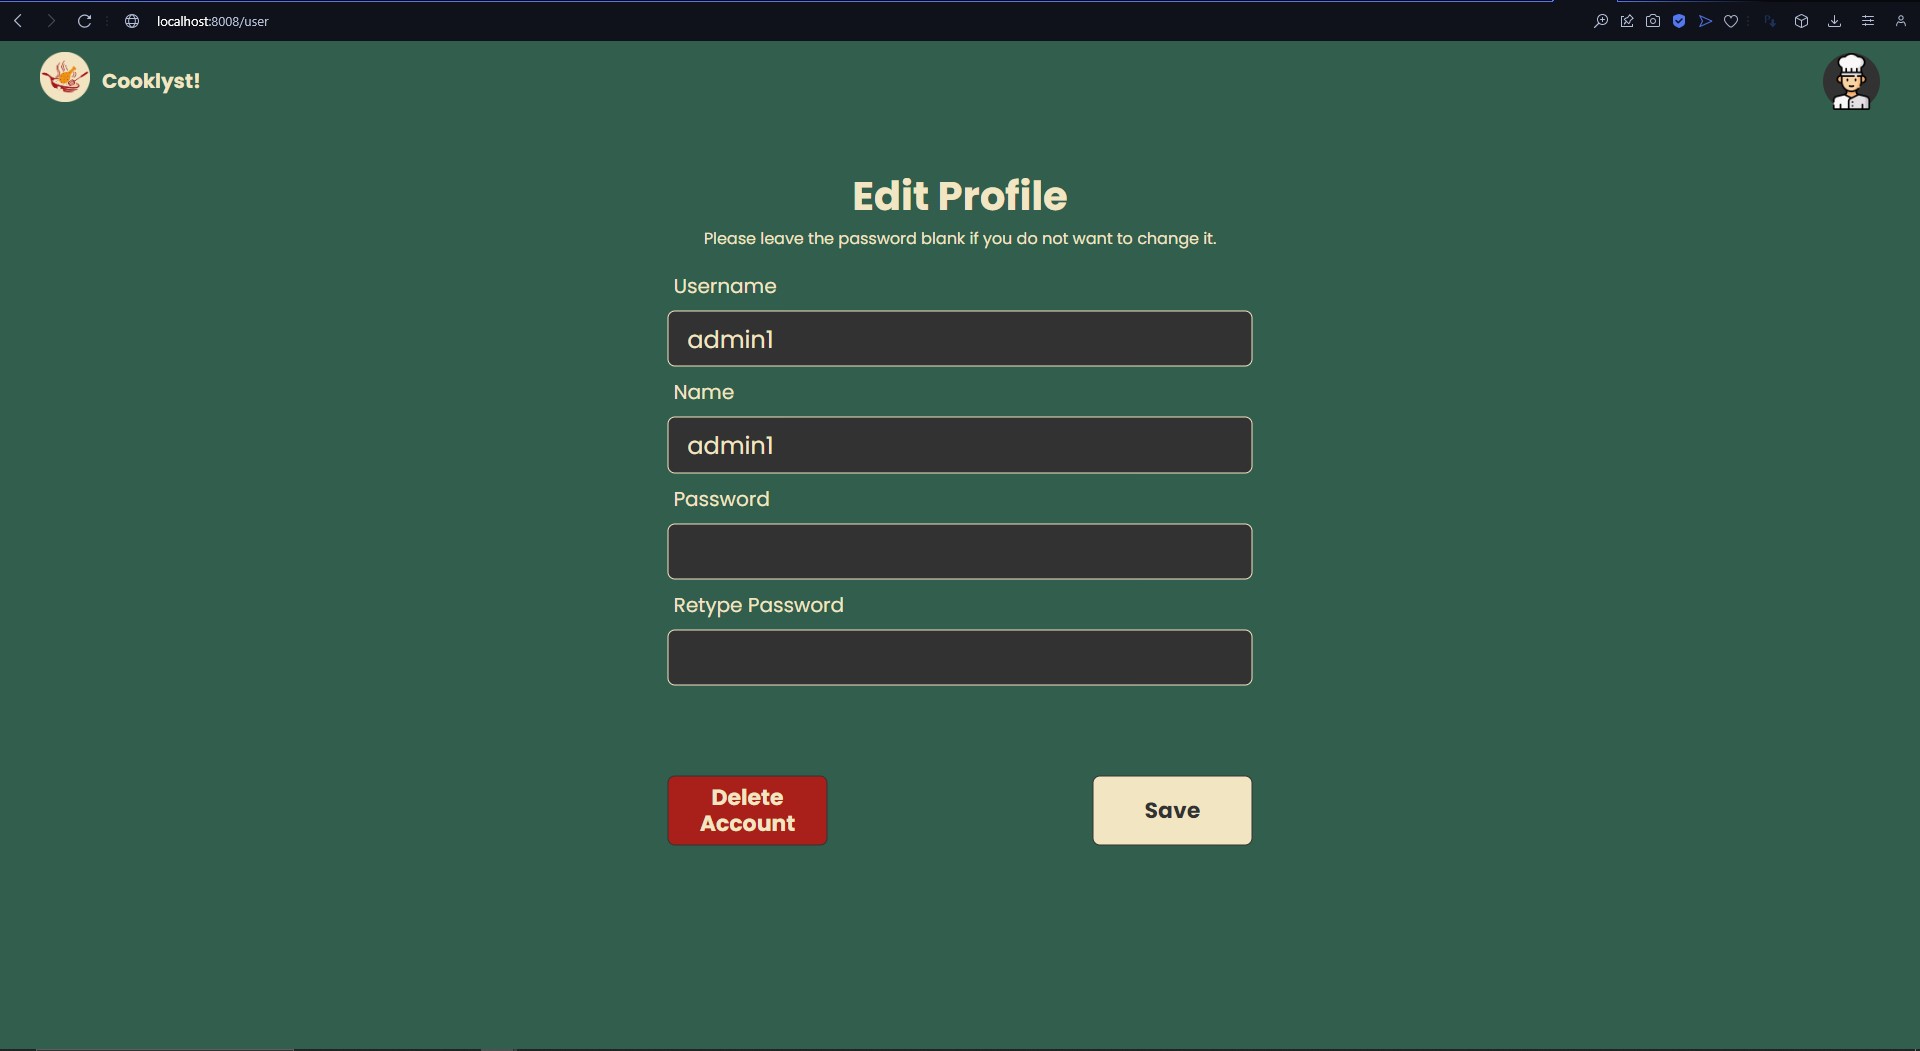 localhost:8008/user
Cooklyst!
Edit Profile
Please leave the password blank if you do not want to change it.
Username
admin1
Name
admin1
Password
Retype Password
Delete
Account
Save